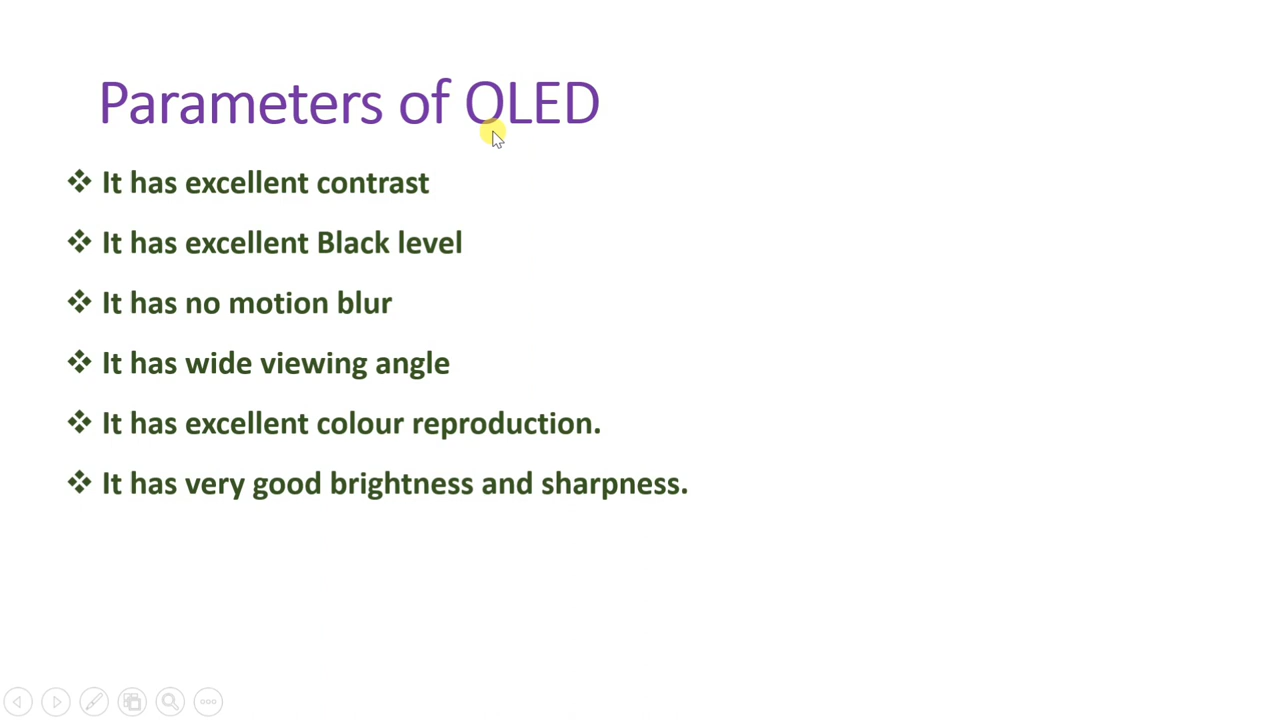 Parameters of OLED
It has excellent contrast
It has excellent Black level
It has no motion blur
It has wide viewing angle
It has excellent colour reproduction.
It has very good brightness and sharpness.